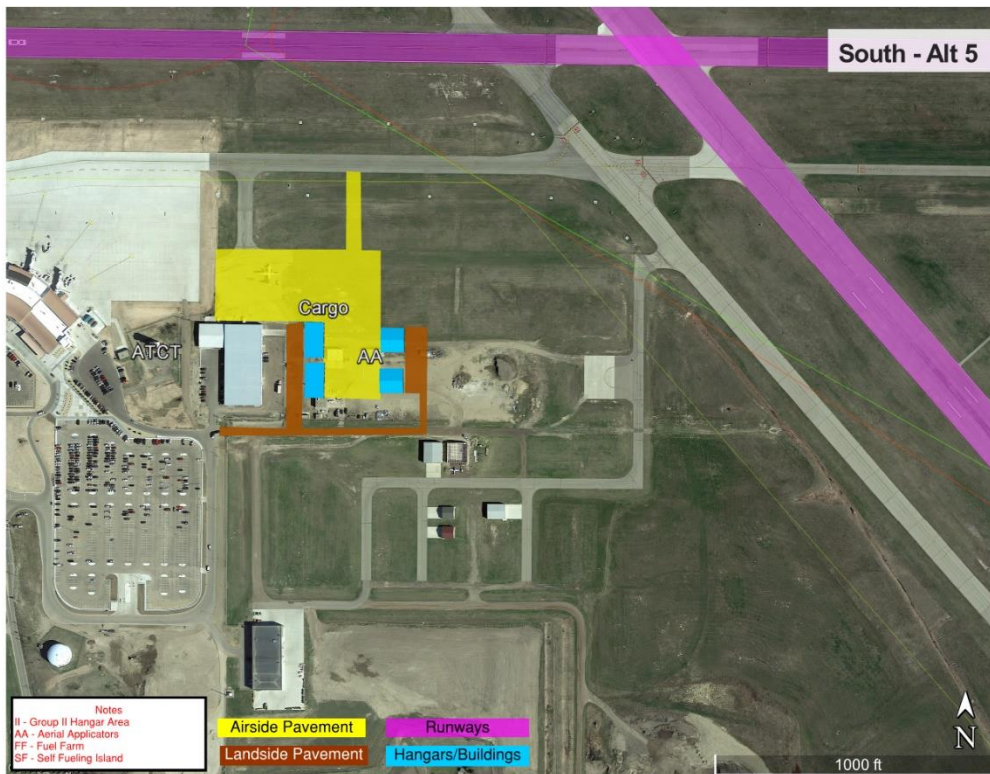 South - Alt 5
Cargo
ATCT
AA
Notes
II - Group II Hangar Area
AA - Aerial Applicators
FF - Fuel Farm
SF - Self Fueling Island
Airside Pavement
Runways
Landside Pavement
Hangars/Buildings
N
1000 ft